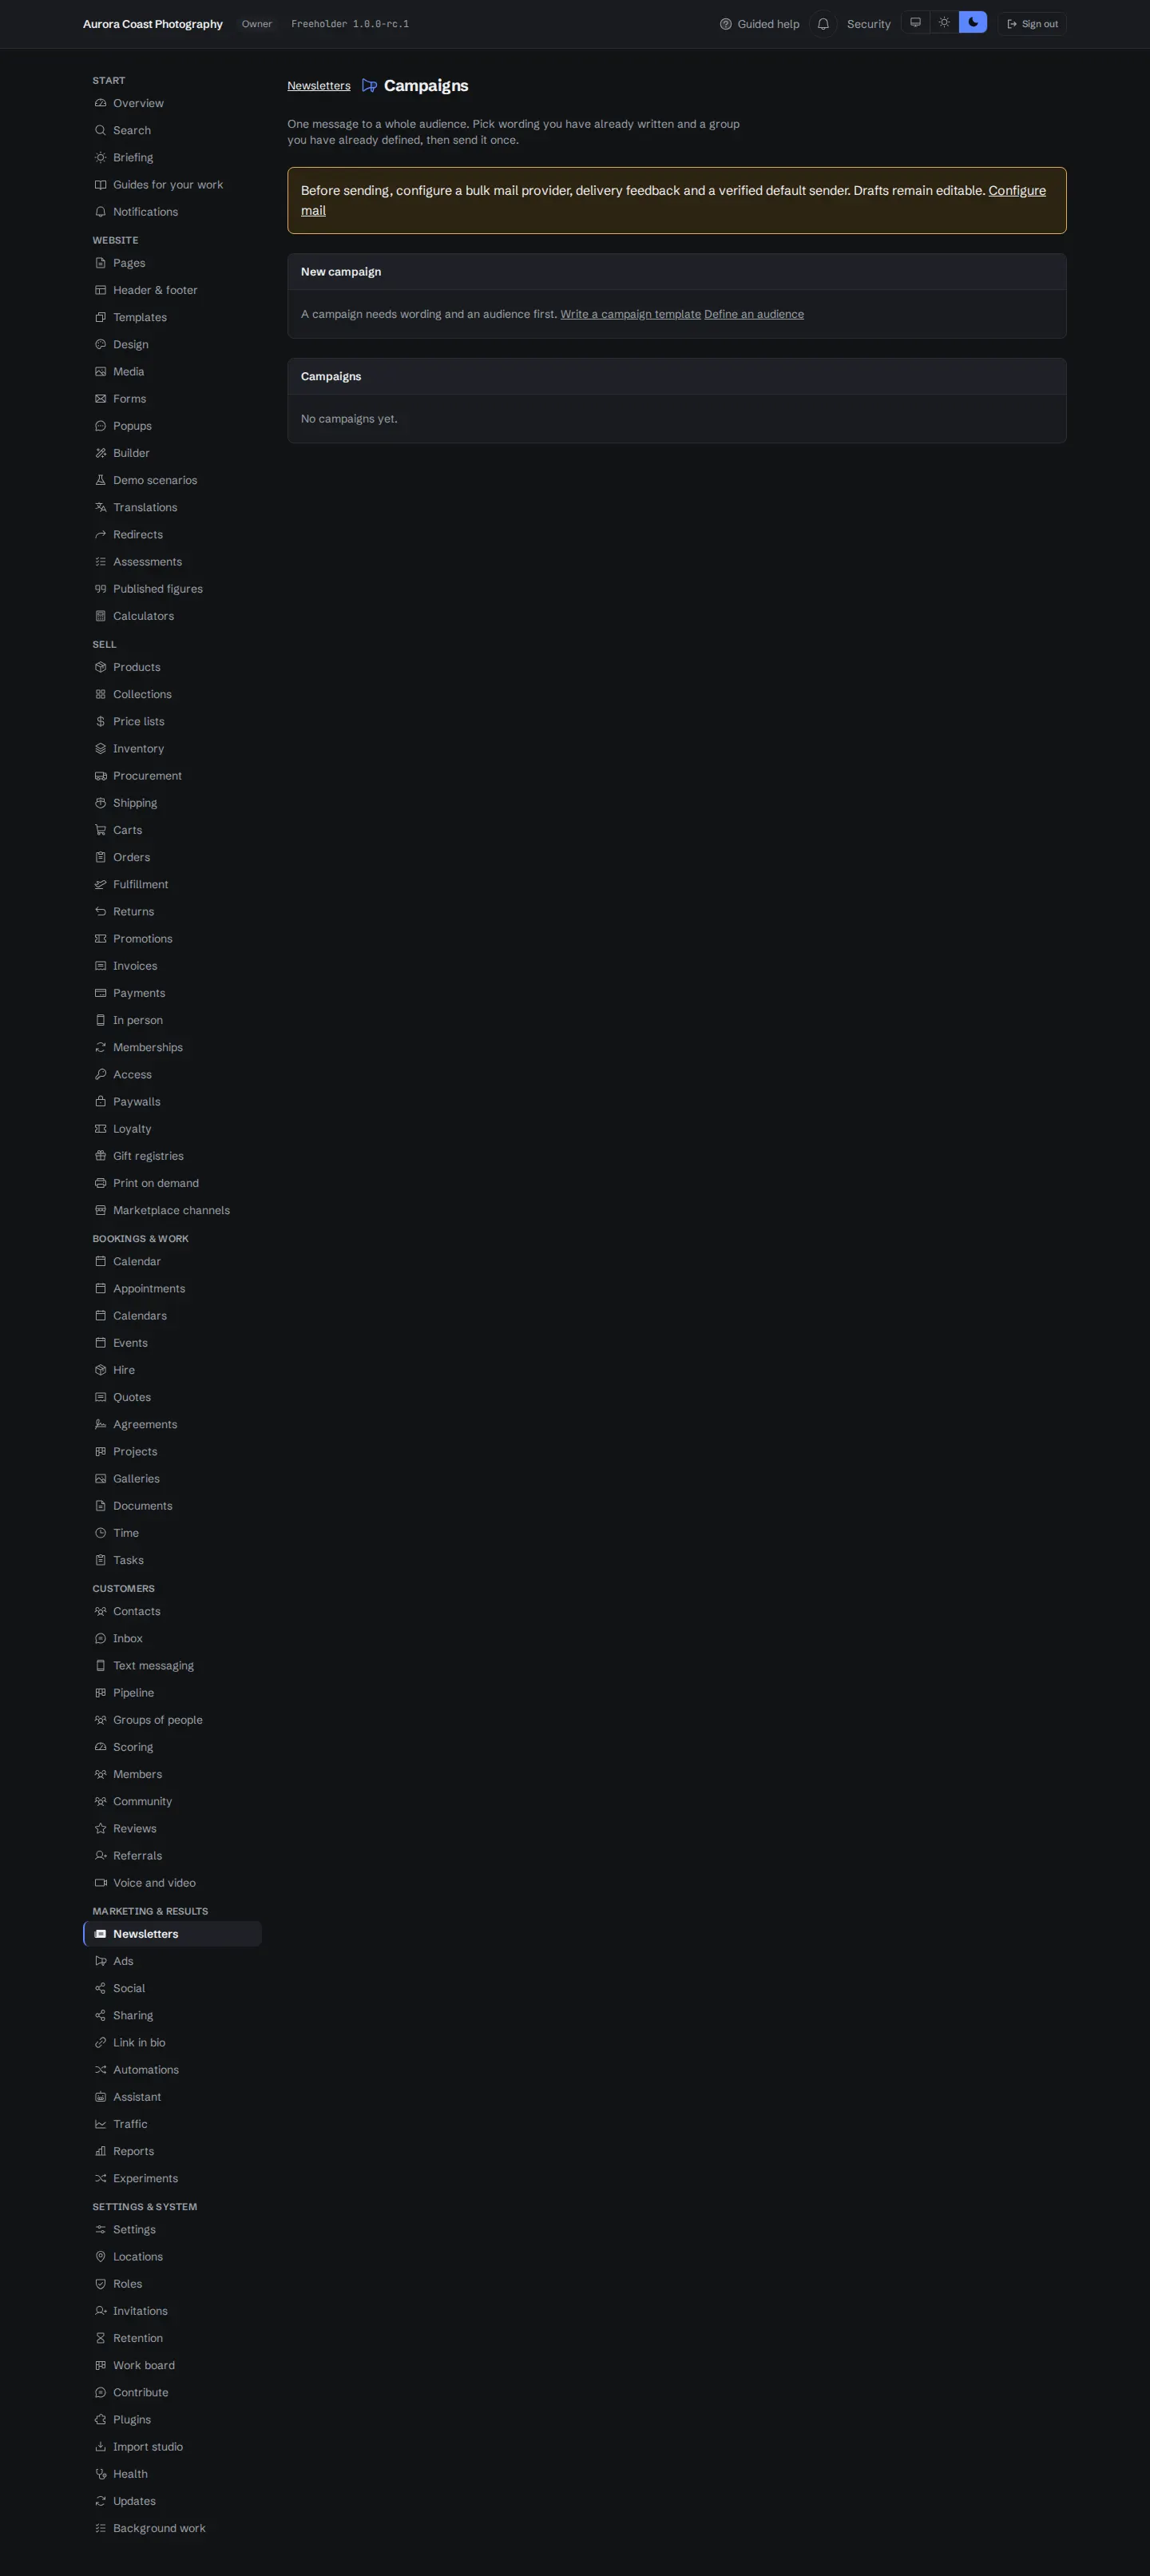 Aurora Coast Photography Owner Freeholder 1.0.0-rc.1 Guided help Security Sign out
START
Overview
Search
Briefing
Guides for your work
Notifications
WEBSITE
Pages
Header & footer
Templates
Design
Media
Forms
Popups
Builder
Demo scenarios
Translations
Redirects
Assessments
Published figures
Calculators
SELL
Products
Collections
Price lists
Inventory
Procurement
Shipping
Carts
Orders
Fulfillment
Returns
Promotions
Invoices
Payments
In person
Memberships
Access
Paywalls
Loyalty
Gift registries
Print on demand
Marketplace channels
BOOKINGS & WORK
Calendar
Appointments
Calendars
Events
Hire
Quotes
Agreements
Projects
Galleries
Documents
Time
Tasks
CUSTOMERS
Contacts
Inbox
Text messaging
Pipeline
Groups of people
Scoring
Members
Community
Reviews
Referrals
Voice and video
MARKETING & RESULTS
Newsletters
Ads
Social
Sharing
Link in bio
Automations
Assistant
Traffic
Reports
Experiments
SETTINGS & SYSTEM
Settings
Locations
Roles
Invitations
Retention
Work board
Contribute
Plugins
Import studio
Health
Updates
Background work
Newsletters Campaigns
One message to a whole audience. Pick wording you have already written and a group
you have already defined, then send it once.
Before sending, configure a bulk mail provider, delivery feedback and a verified default sender. Drafts remain editable. Configure
mail
New campaign
A campaign needs wording and an audience first. Write a campaign template Define an audience
Campaigns
No campaigns yet.